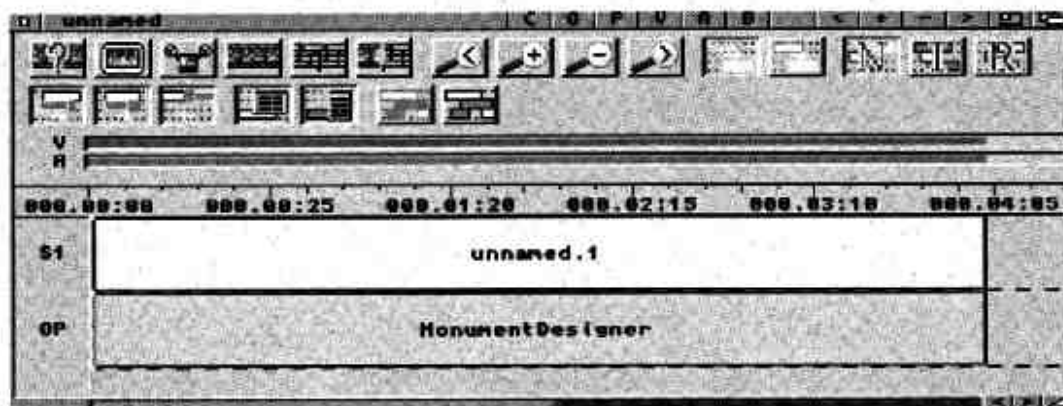 unnamed C O P V A B < + - >
< + - > N T R
V
A
000.00:00 000.00:25 000.01:20 000.02:15 000.03:10 000.04:05
S1 unnamed.1
OP MonumentDesigner